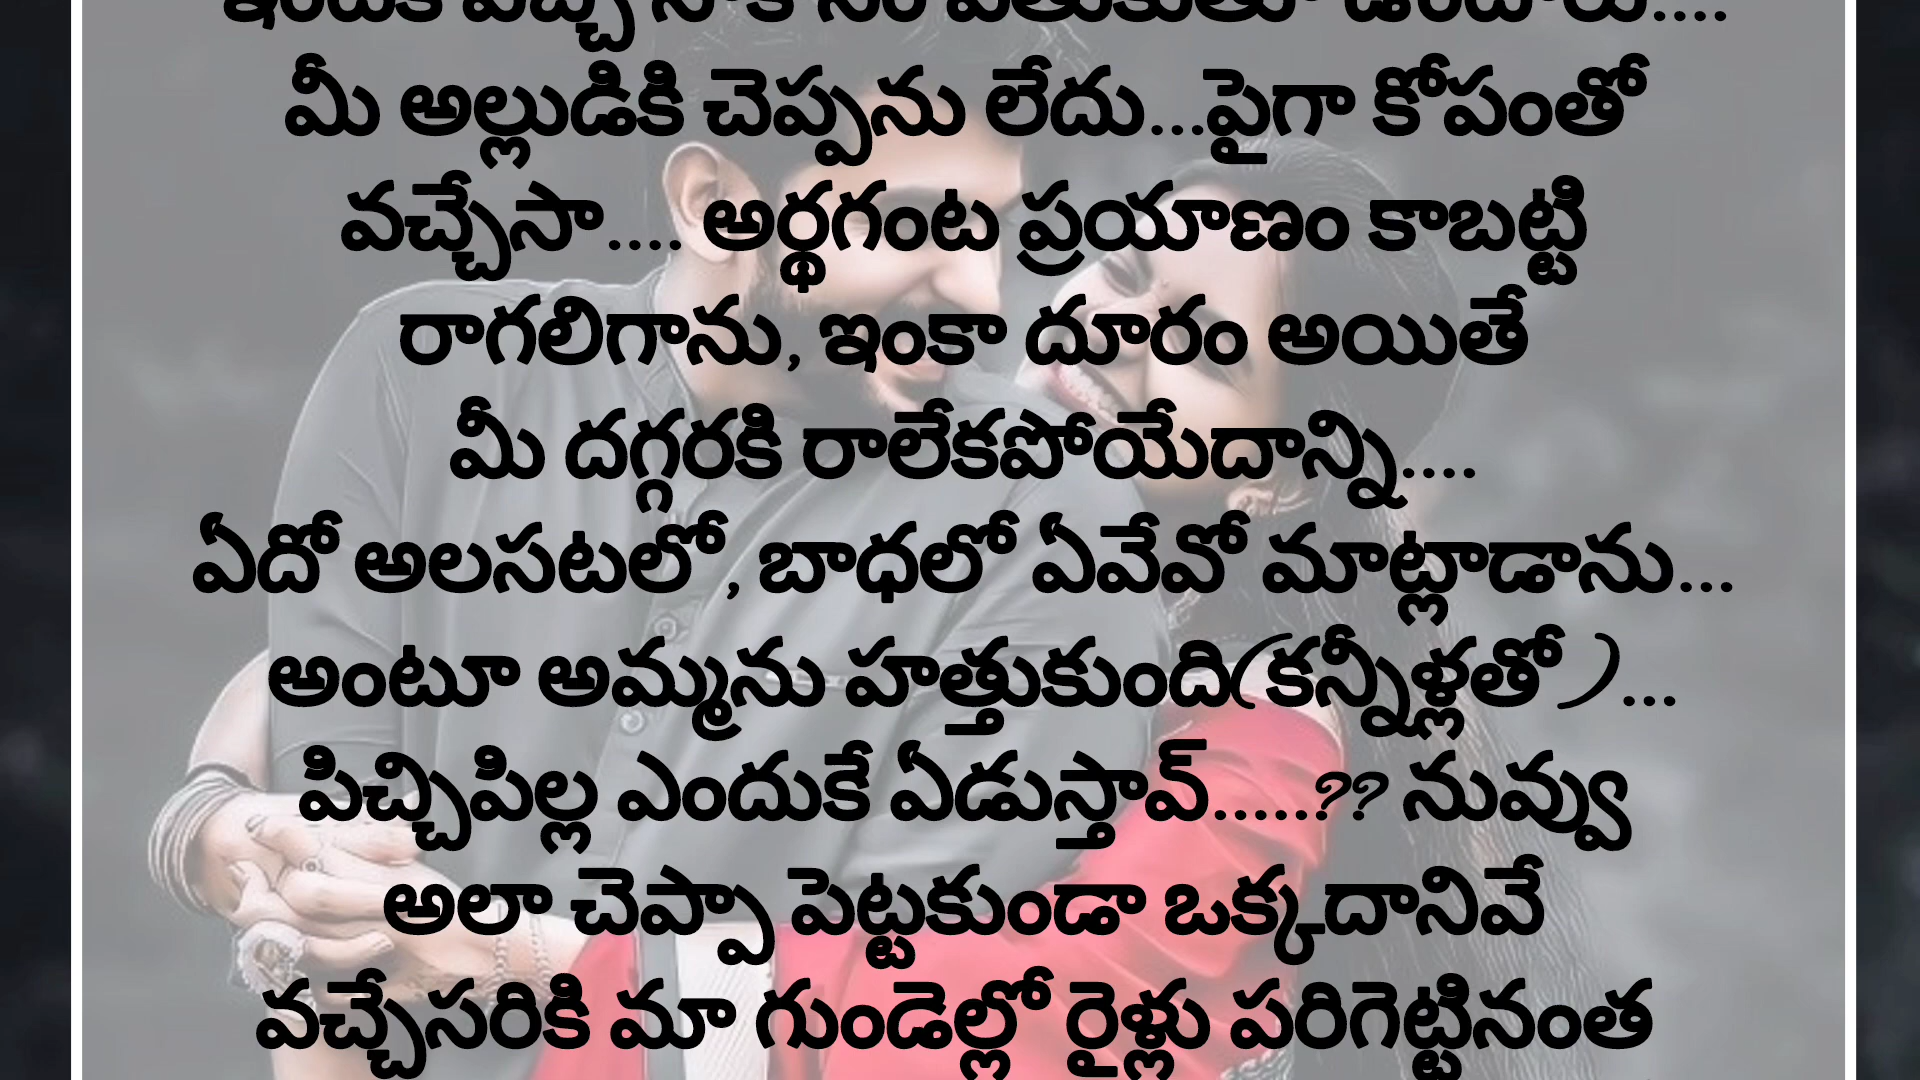 మీ అల్లుడికి చెప్పను లేదు...పైగా కోపంతో
వచ్చేసా.... అర్థగంట ప్రయాణం కాబట్టి
రాగలిగాను, ఇంకా దూరం అయితే
మీ దగ్గరకి రాలేకపోయేదాన్ని....
ఏదో అలసటలో, బాధలో ఏవేవో మాట్లాడాను...
అంటూ అమ్మను హత్తుకుంది(కన్నీళ్లతో)...
పిచ్చిపిల్ల ఎందుకే ఏడుస్తావ్.....?? నువ్వు
అలా చెప్పా పెట్టకుండా ఒక్కదానివే
వచ్చేసరికి మా గుండెల్లో రైళ్లు పరిగెట్టినంత